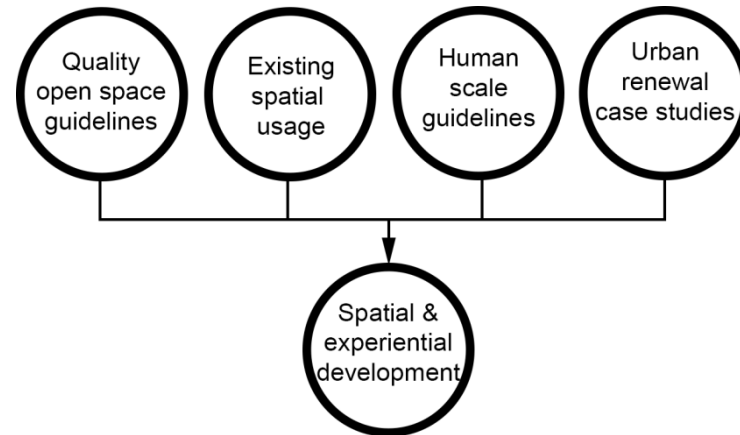 Quality
open space
guidelines
Existing
spatial
usage
Human
scale
guidelines
Urban
renewal
case studies
Spatial &
experiential
development